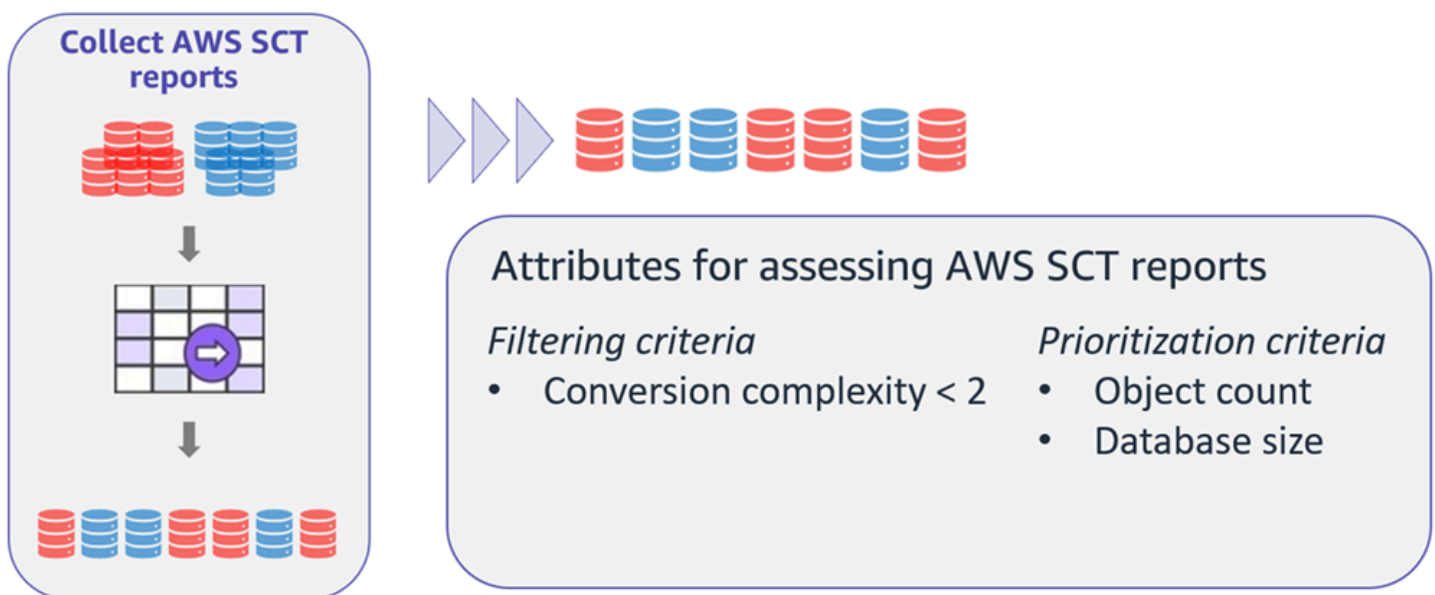 Collect AWS SCT
reports
Attributes for assessing AWS SCT reports
Filtering criteria
• Conversion complexity < 2
Prioritization criteria
• Object count
• Database size